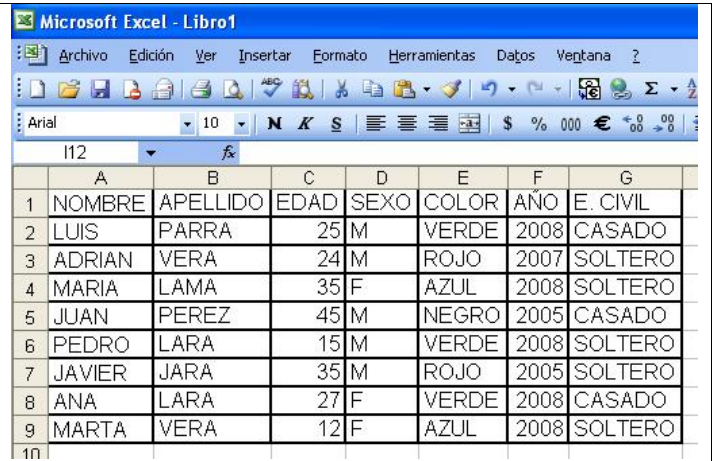 Microsoft Excel - Libro1
Archivo Edición Ver Insertar Formato Herramientas Datos Ventana ?
Arial 10 N K S $ % 000 €
I12 fx
A B C D E F G
1 NOMBRE APELLIDO EDAD SEXO COLOR AÑO E. CIVIL
2 LUIS PARRA 25 M VERDE 2008 CASADO
3 ADRIAN VERA 24 M ROJO 2007 SOLTERO
4 MARIA LAMA 35 F AZUL 2008 SOLTERO
5 JUAN PEREZ 45 M NEGRO 2005 CASADO
6 PEDRO LARA 15 M VERDE 2008 SOLTERO
7 JAVIER JARA 35 M ROJO 2005 SOLTERO
8 ANA LARA 27 F VERDE 2008 CASADO
9 MARTA VERA 12 F AZUL 2008 SOLTERO
10